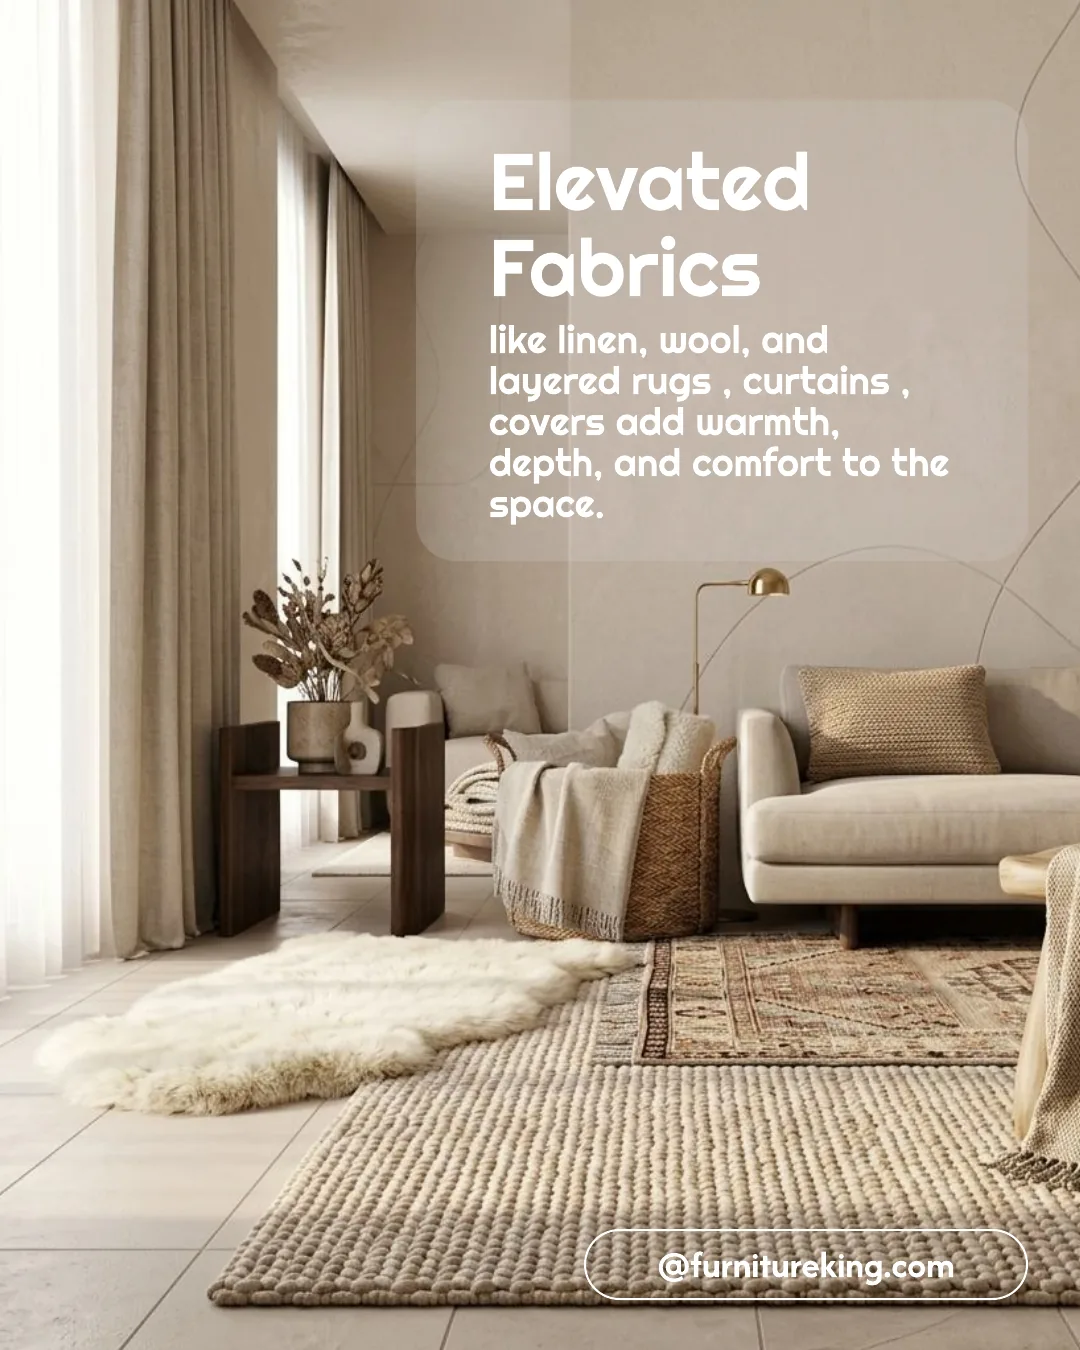 Elevated
Fabrics
like linen, wool, and
layered rugs , curtains ,
covers add warmth,
depth, and comfort to the
space.
@furnitureking.com